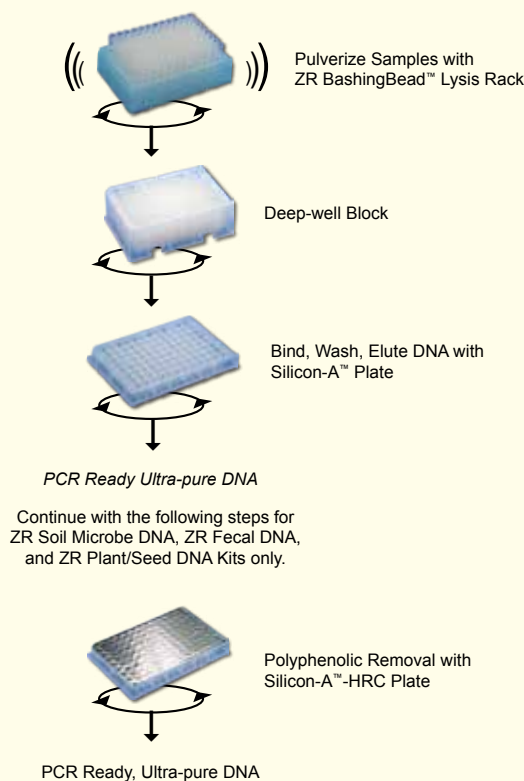 Pulverize Samples with
ZR BashingBead™ Lysis Rack
Deep-well Block
Bind, Wash, Elute DNA with
Silicon-A™ Plate
PCR Ready Ultra-pure DNA
Continue with the following steps for
ZR Soil Microbe DNA, ZR Fecal DNA,
and ZR Plant/Seed DNA Kits only.
Polyphenolic Removal with
Silicon-A™-HRC Plate
PCR Ready, Ultra-pure DNA